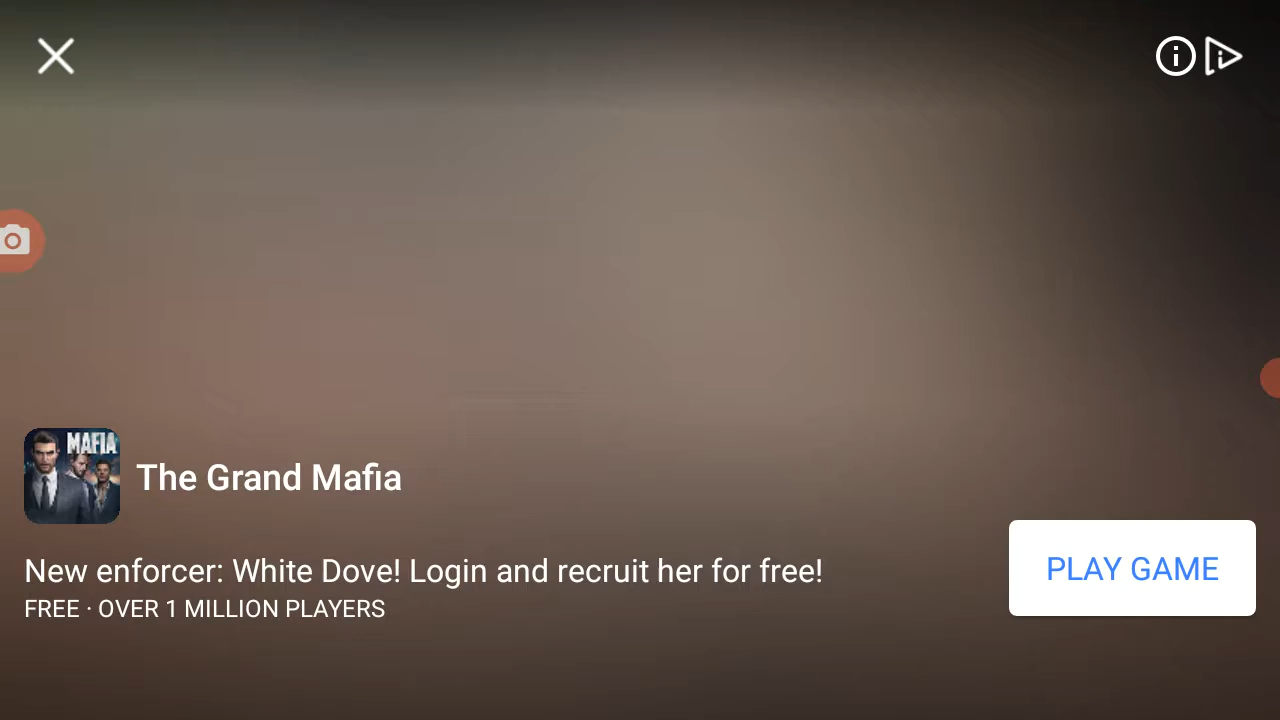 MAFIA
The Grand Mafia
New enforcer: White Dove! Login and recruit her for free!
FREE · OVER 1 MILLION PLAYERS
PLAY GAME